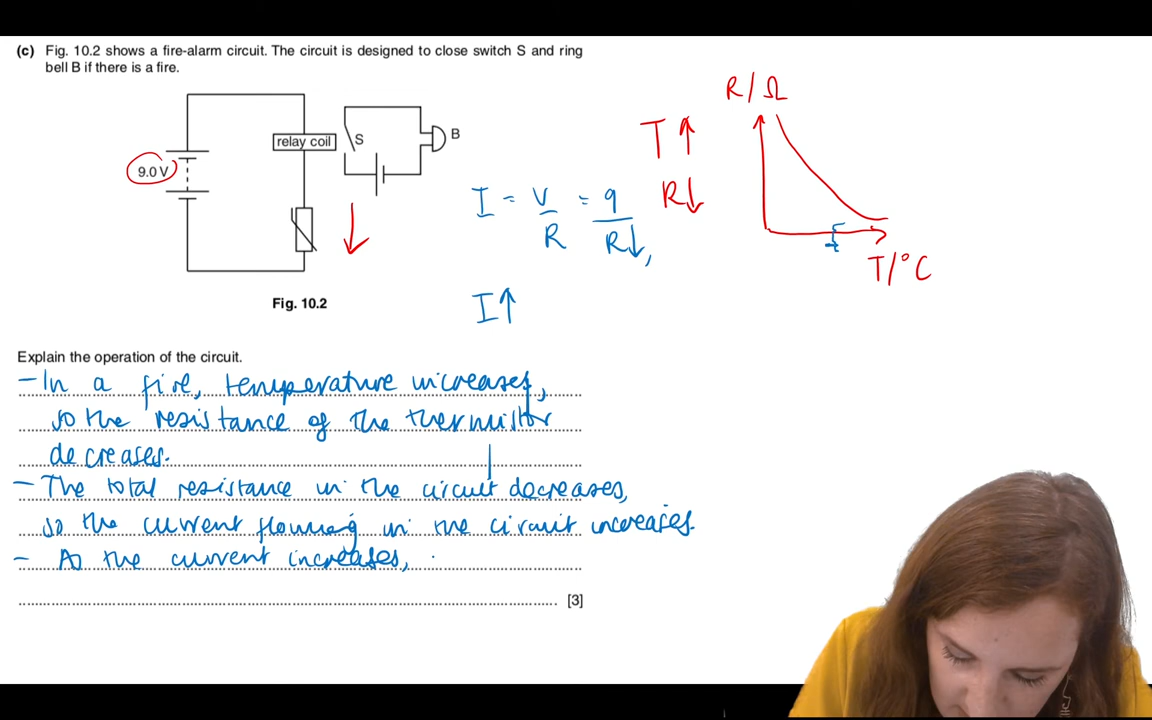 (c) Fig. 10.2 shows a fire-alarm circuit. The circuit is designed to close switch S and ring
bell B if there is a fire.
R/Ω
T↑
relay coil
S
B
9.0 V
I = V/R = 9/R↓,
R↓
T/°C
Fig. 10.2
I↑
Explain the operation of the circuit.
- In a fire, temperature increases,
so the resistance of the thermistor
decreases.
- The total resistance in the circuit decreases,
so the current flowing in the circuit increases.
- As the current increases,
[3]